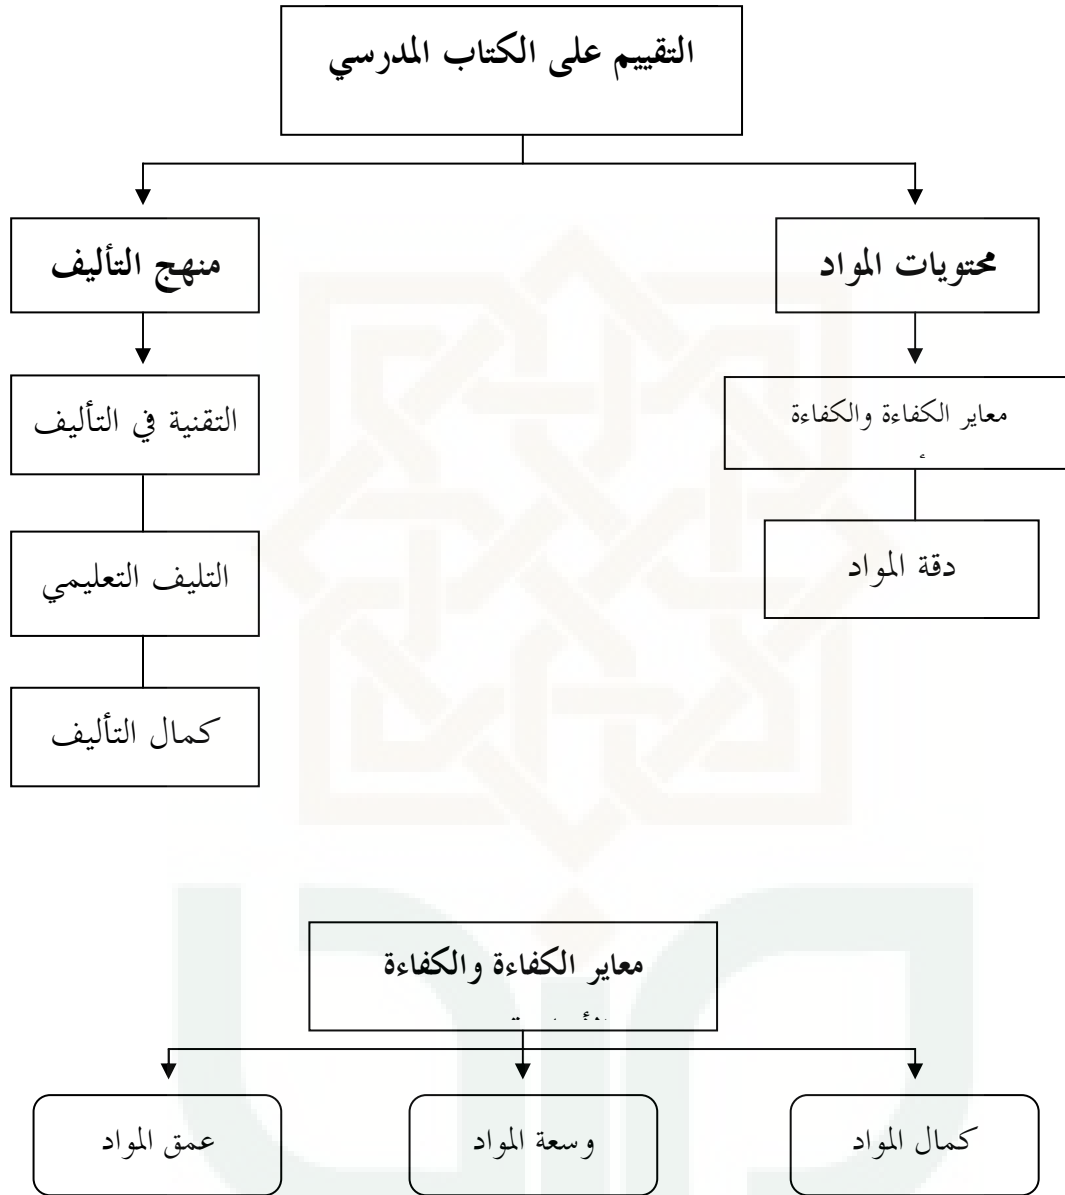 التقييم على الكتاب المدرسي
محتويات المواد
منهج التأليف
معاير الكفاءة والكفاءة
التقنية في التأليف
دقة المواد
التليف التعليمي
كمال التأليف
معاير الكفاءة والكفاءة
كمال المواد
وسعة المواد
عمق المواد